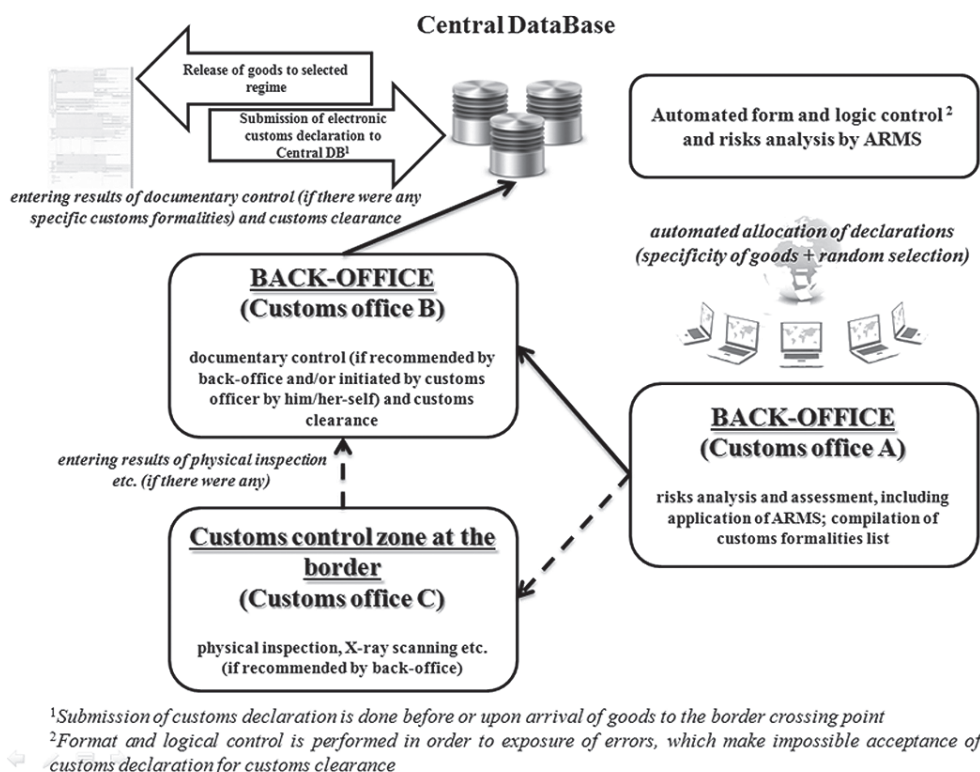 Central DataBase
Release of goods to selected
regime
Submission of electronic
customs declaration to
Central DB¹
entering results of documentary control (if there were any
specific customs formalities) and customs clearance
Automated form and logic control ²
and risks analysis by ARMS
automated allocation of declarations
(specificity of goods + random selection)
BACK-OFFICE
(Customs office B)
documentary control (if recommended by
back-office and/or initiated by customs
officer by him/her-self) and customs
clearance
BACK-OFFICE
(Customs office A)
risks analysis and assessment, including
application of ARMS; compilation of
customs formalities list
entering results of physical inspection
etc. (if there were any)
Customs control zone at the
border
(Customs office C)
physical inspection, X-ray scanning etc.
(if recommended by back-office)
¹Submission of customs declaration is done before or upon arrival of goods to the border crossing point
²Format and logical control is performed in order to exposure of errors, which make impossible acceptance of
customs declaration for customs clearance